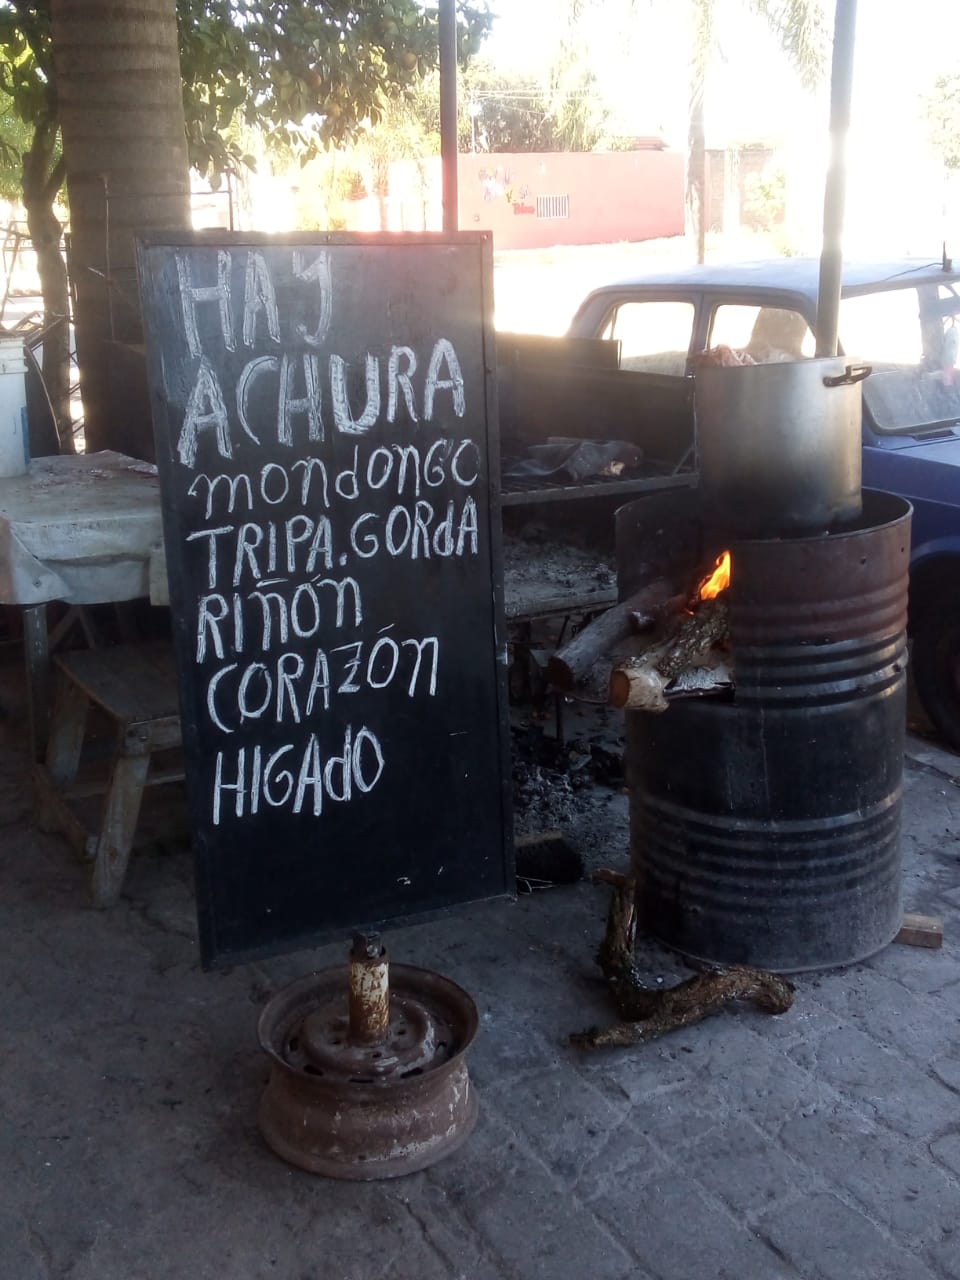 HAY
ACHURA
mondongo
TRIPA.GORdA
RIÑÓN
CORAZÓN
HIGAdO